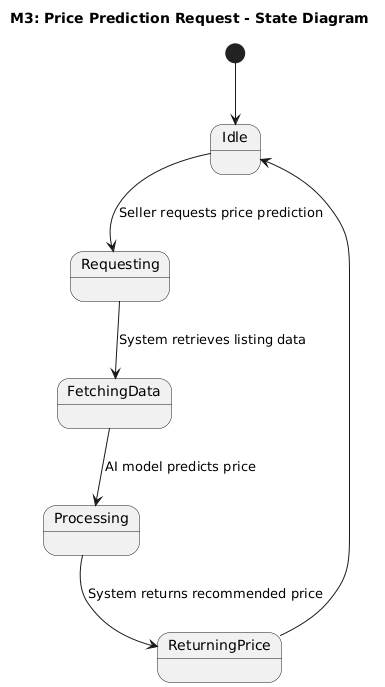 M3: Price Prediction Request - State Diagram
Idle
Seller requests price prediction
Requesting
System retrieves listing data
FetchingData
AI model predicts price
Processing
System returns recommended price
ReturningPrice